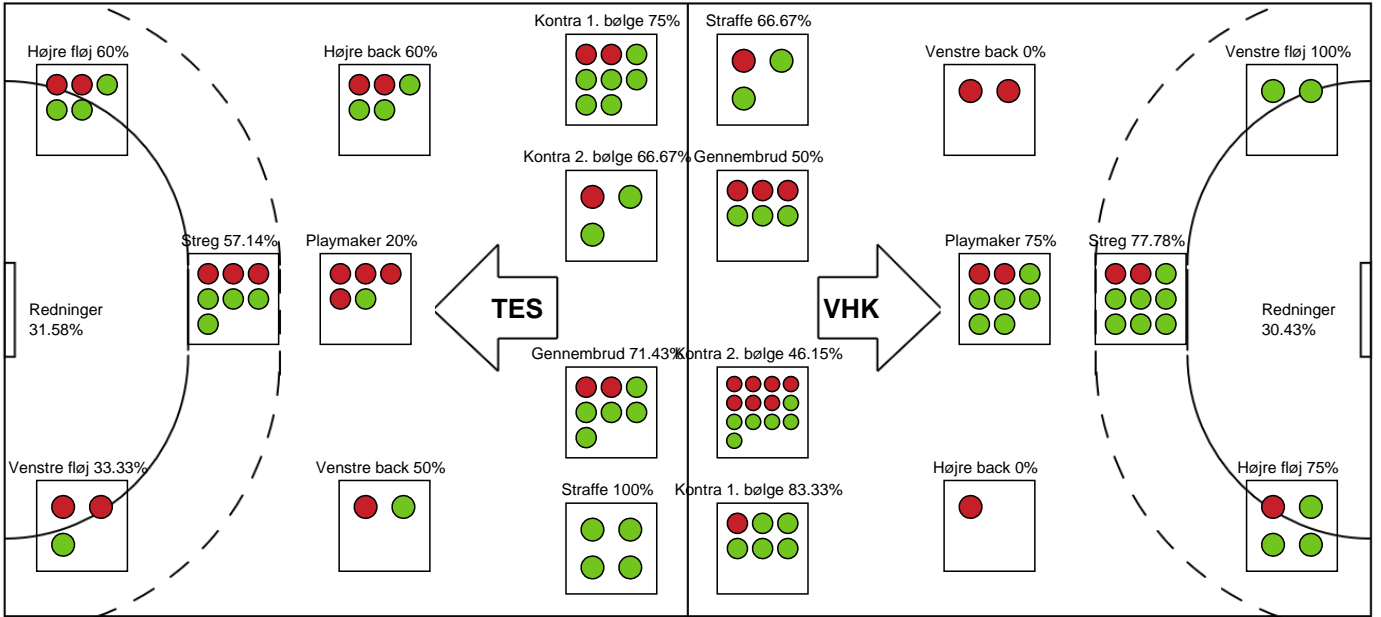 Kontra 1. bølge 75%
Straffe 66.67%
Højre fløj 60%
Højre back 60%
Venstre back 0%
Venstre fløj 100%
Kontra 2. bølge 66.67%
Gennembrud 50%
Streg 57.14%
Playmaker 20%
Playmaker 75%
Streg 77.78%
Redninger
31.58%
TES
VHK
Redninger
30.43%
Gennembrud 71.43%
Kontra 2. bølge 46.15%
Venstre fløj 33.33%
Venstre back 50%
Straffe 100%
Kontra 1. bølge 83.33%
Højre back 0%
Højre fløj 75%